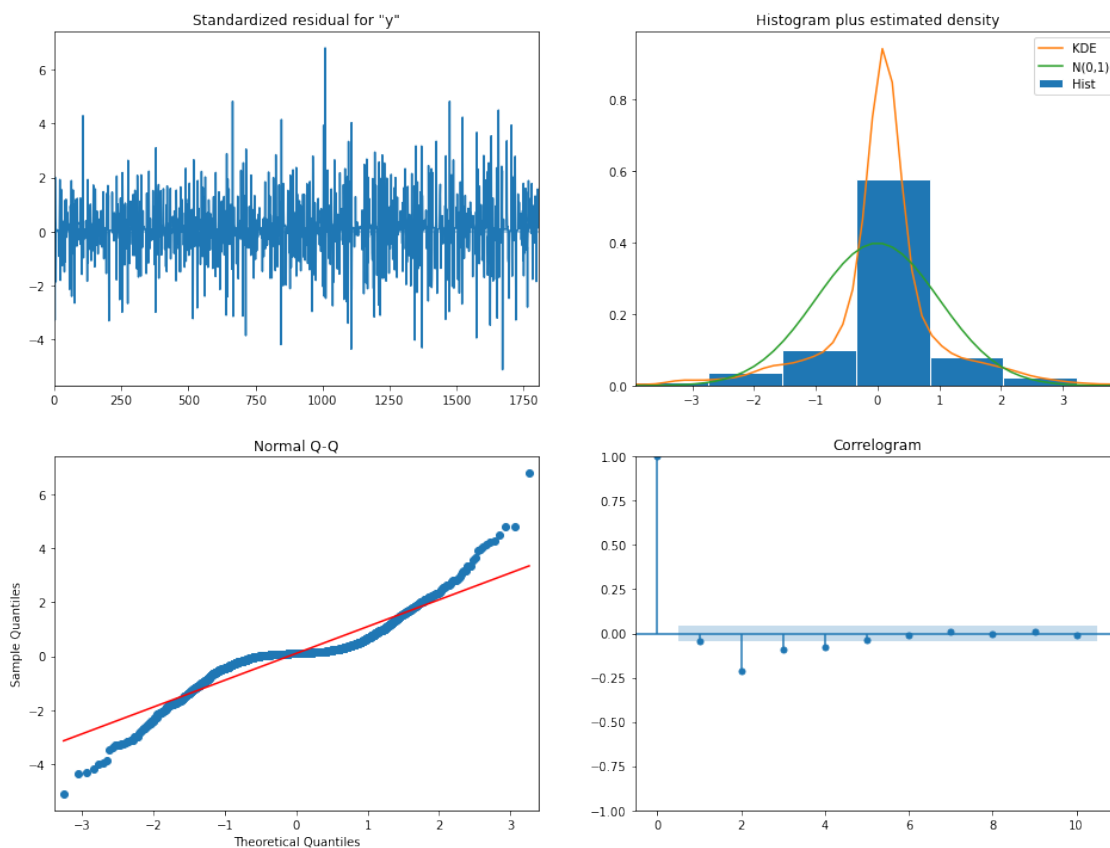 Standardized residual for "y"
6
4
2
0
−2
−4
0 250 500 750 1000 1250 1500 1750
Histogram plus estimated density
KDE
N(0,1)
Hist
0.8
0.6
0.4
0.2
0.0
−3 −2 −1 0 1 2 3
Normal Q-Q
Sample Quantiles
6
4
2
0
−2
−4
−3 −2 −1 0 1 2 3
Theoretical Quantiles
Correlogram
1.00
0.75
0.50
0.25
0.00
−0.25
−0.50
−0.75
−1.00
0 2 4 6 8 10